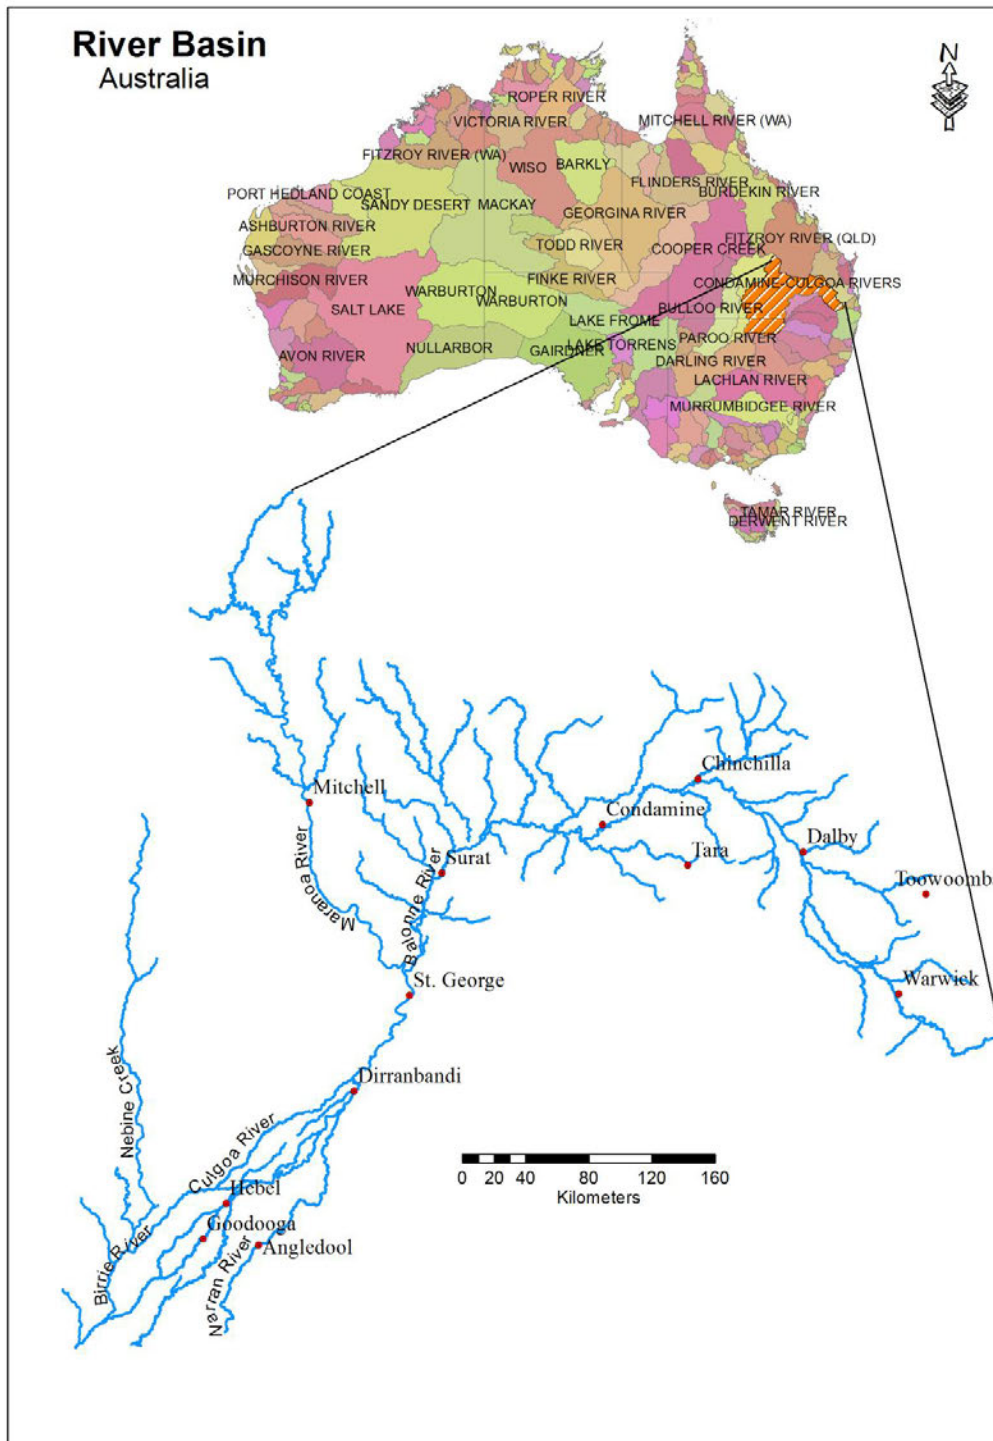 River Basin
Australia
N
ROPER RIVER
VICTORIA RIVER
MITCHELL RIVER (WA)
FITZROY RIVER (WA)
WISO
BARKLY
FLINDERS RIVER
BURDEKIN RIVER
PORT HEDLAND COAST
SANDY DESERT
MACKAY
GEORGINA RIVER
ASHBURTON RIVER
GASCOYNE RIVER
TODD RIVER
COOPER CREEK
FITZROY RIVER (QLD)
MURCHISON RIVER
FINKE RIVER
CONDAMINE-CULGOA RIVERS
WARBURTON
WARBURTON
SALT LAKE
BULLOO RIVER
LAKE FROME
LAKE TORRENS
PAROO RIVER
NULLARBOR
GAIRDNER
AVON RIVER
DARLING RIVER
LACHLAN RIVER
MURRUMBIDGEE RIVER
TAMAR RIVER
DERWENT RIVER
Chinchilla
Mitchell
Condamine
Dalby
Maranoa River
Surat
Tara
Toowoomb
Balonne River
St. George
Warwick
Nebine Creek
Dirranbandi
Culgoa River
Hebel
Goodooga
Birrie River
Narran River
Angledool
0 20 40 80 120 160
Kilometers